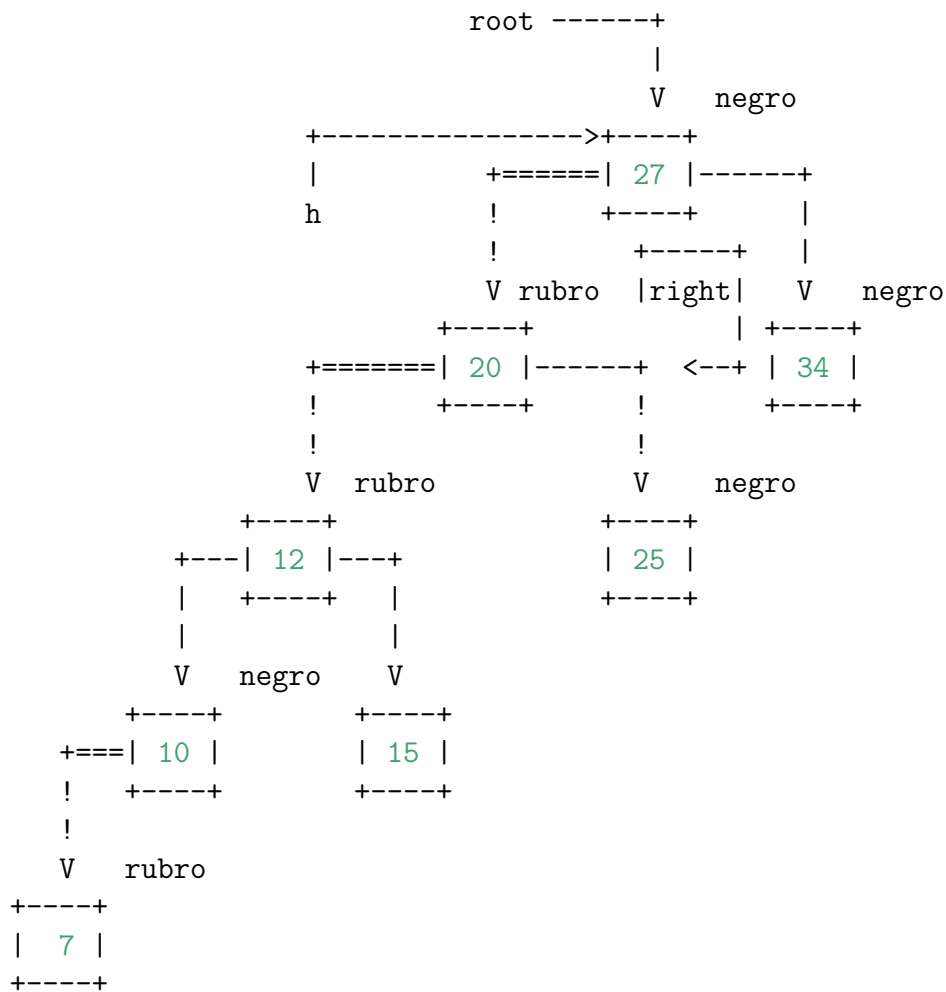 root ------+
|
V negro
+---------------->+----+
| +======| 27 |------+
h ! +----+ |
! +-----+ |
V rubro |right| V negro
+----+ | +----+
+=======| 20 |------+ <--+ | 34 |
! +----+ ! +----+
! !
V rubro V negro
+----+ +----+
+---| 12 |---+ | 25 |
| +----+ | +----+
| |
V negro V
+----+ +----+
+===| 10 | | 15 |
! +----+ +----+
!
V rubro
+----+
| 7 |
+----+